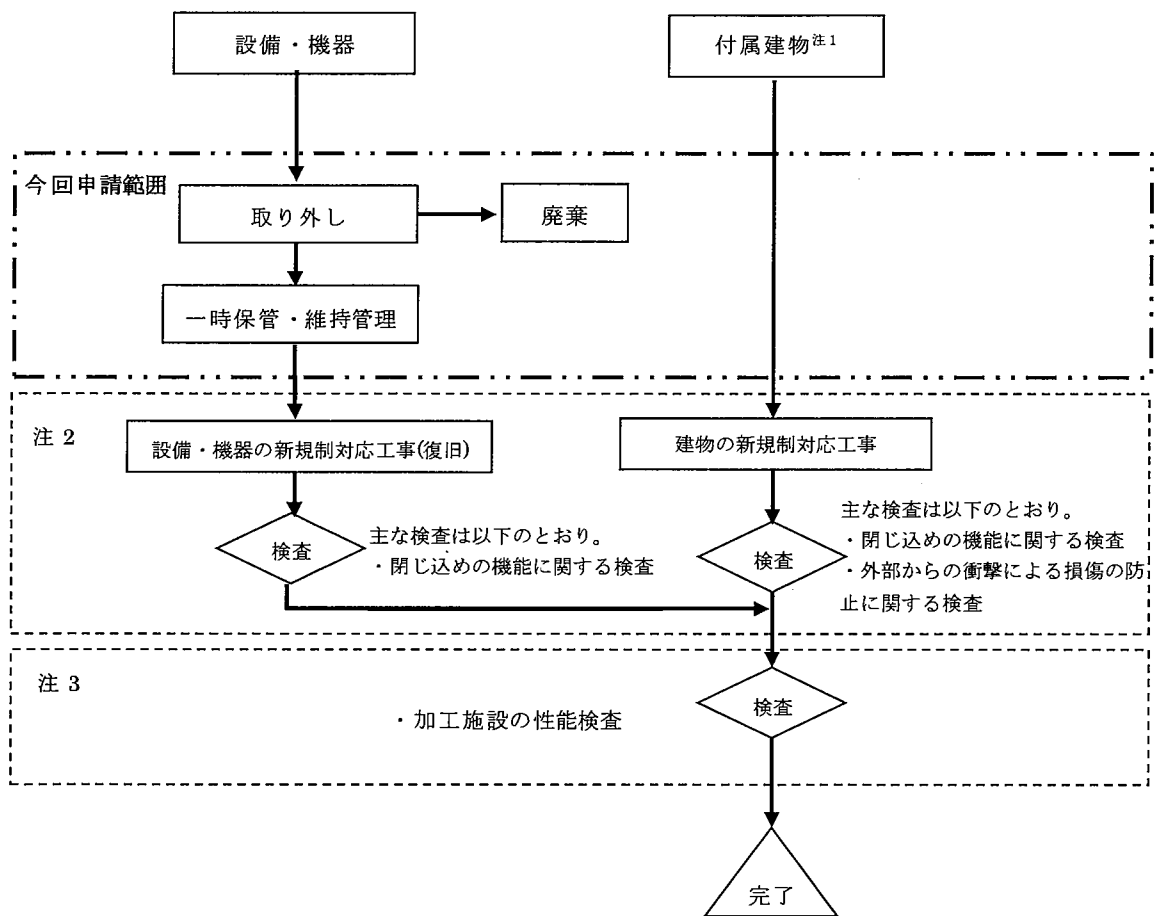 設備・機器
付属建物注1
今回申請範囲
取り外し
廃棄
一時保管・維持管理
注 2
設備・機器の新規制対応工事(復旧)
建物の新規制対応工事
検査
主な検査は以下のとおり。
・閉じ込めの機能に関する検査
検査
主な検査は以下のとおり。
・閉じ込めの機能に関する検査
・外部からの衝撃による損傷の防
止に関する検査
注 3
・加工施設の性能検査
検査
完了